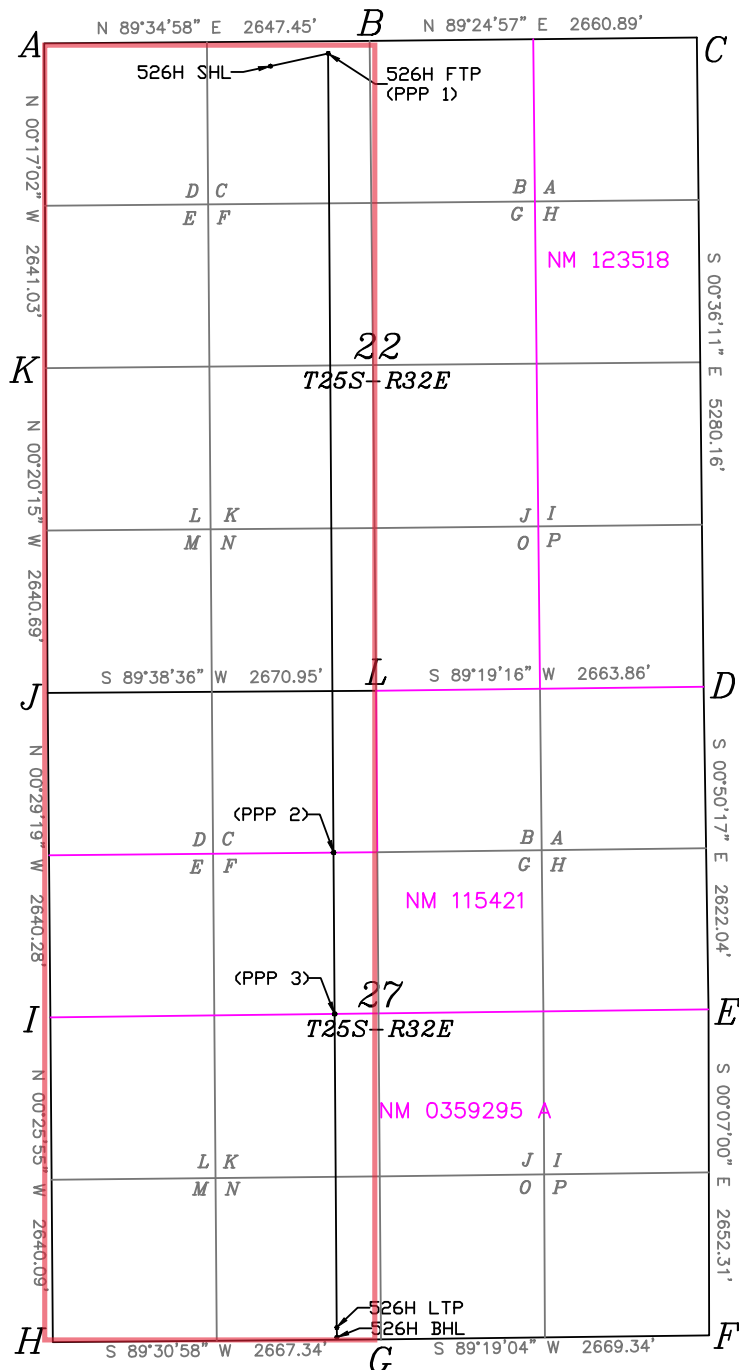 N 89°34'58" E 2647.45'
B
N 89°24'57" E 2660.89'
A
C
526H SHL
526H FTP
(PPP 1)
N 00°17'02" W 2641.03'
D C
E F
B A
G H
NM 123518
S 00°36'11" E 5280.16'
K
22
T25S-R32E
N 00°20'15" W 2640.69'
L K
M N
J I
O P
S 89°38'36" W 2670.95'
L
S 89°19'16" W 2663.86'
J
D
N 00°29'19" W 2640.28'
(PPP 2)
D C
E F
B A
G H
S 00°50'17" E 2622.04'
NM 115421
(PPP 3)
27
I
E
T25S-R32E
N 00°25'55" W 2640.09'
NM 0359295 A
S 00°07'00" E 2652.31'
L K
M N
J I
O P
526H LTP
526H BHL
H
F
S 89°30'58" W 2667.34'
G
S 89°19'04" W 2669.34'